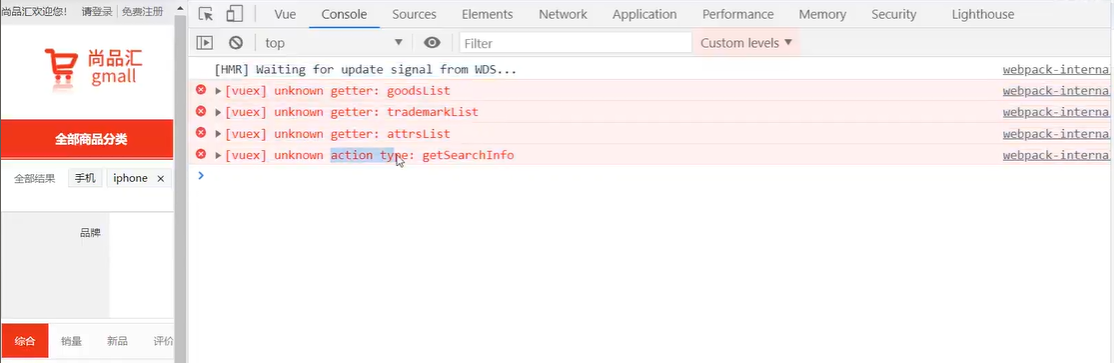 尚品汇欢迎您! 请登录 免费注册
尚品汇
gmall
全部商品分类
全部结果 手机 iphone ×
品牌
综合 销量 新品 评价
Vue Console Sources Elements Network Application Performance Memory Security Lighthouse
top Filter Custom levels
[HMR] Waiting for update signal from WDS... webpack-interna
[vuex] unknown getter: goodsList webpack-interna
[vuex] unknown getter: trademarkList webpack-interna
[vuex] unknown getter: attrsList webpack-interna
[vuex] unknown action type: getSearchInfo webpack-interna